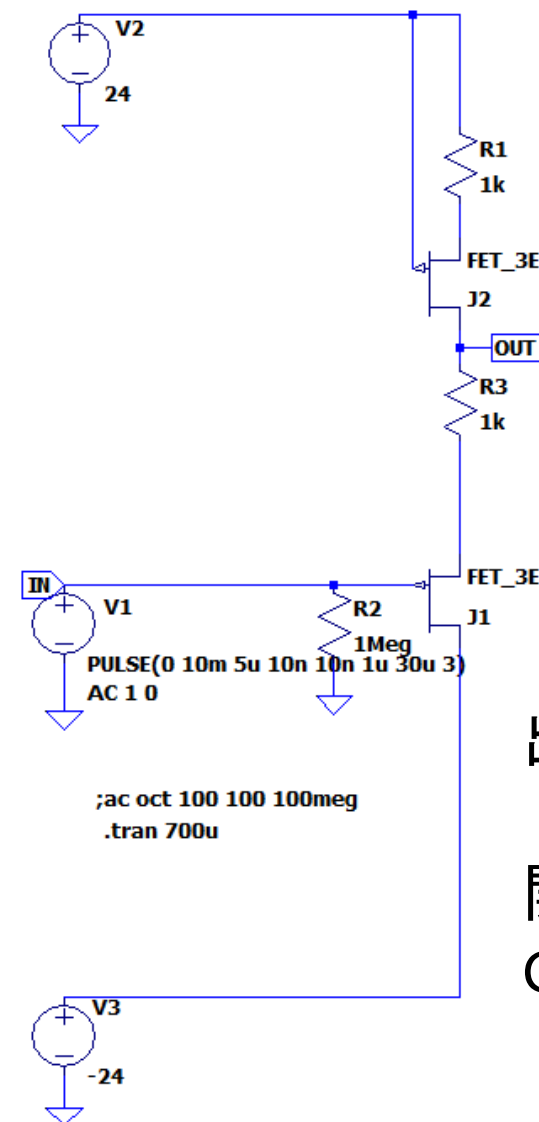 V2
24
R1
1k
FET_3E
J2
OUT
R3
1k
IN
V1
R2
1Meg
FET_3E
J1
PULSE(0 10m 5u 10n 10n 1u 30u 3)
AC 1 0
;ac oct 100 100 100meg
.tran 700u
V3
-24